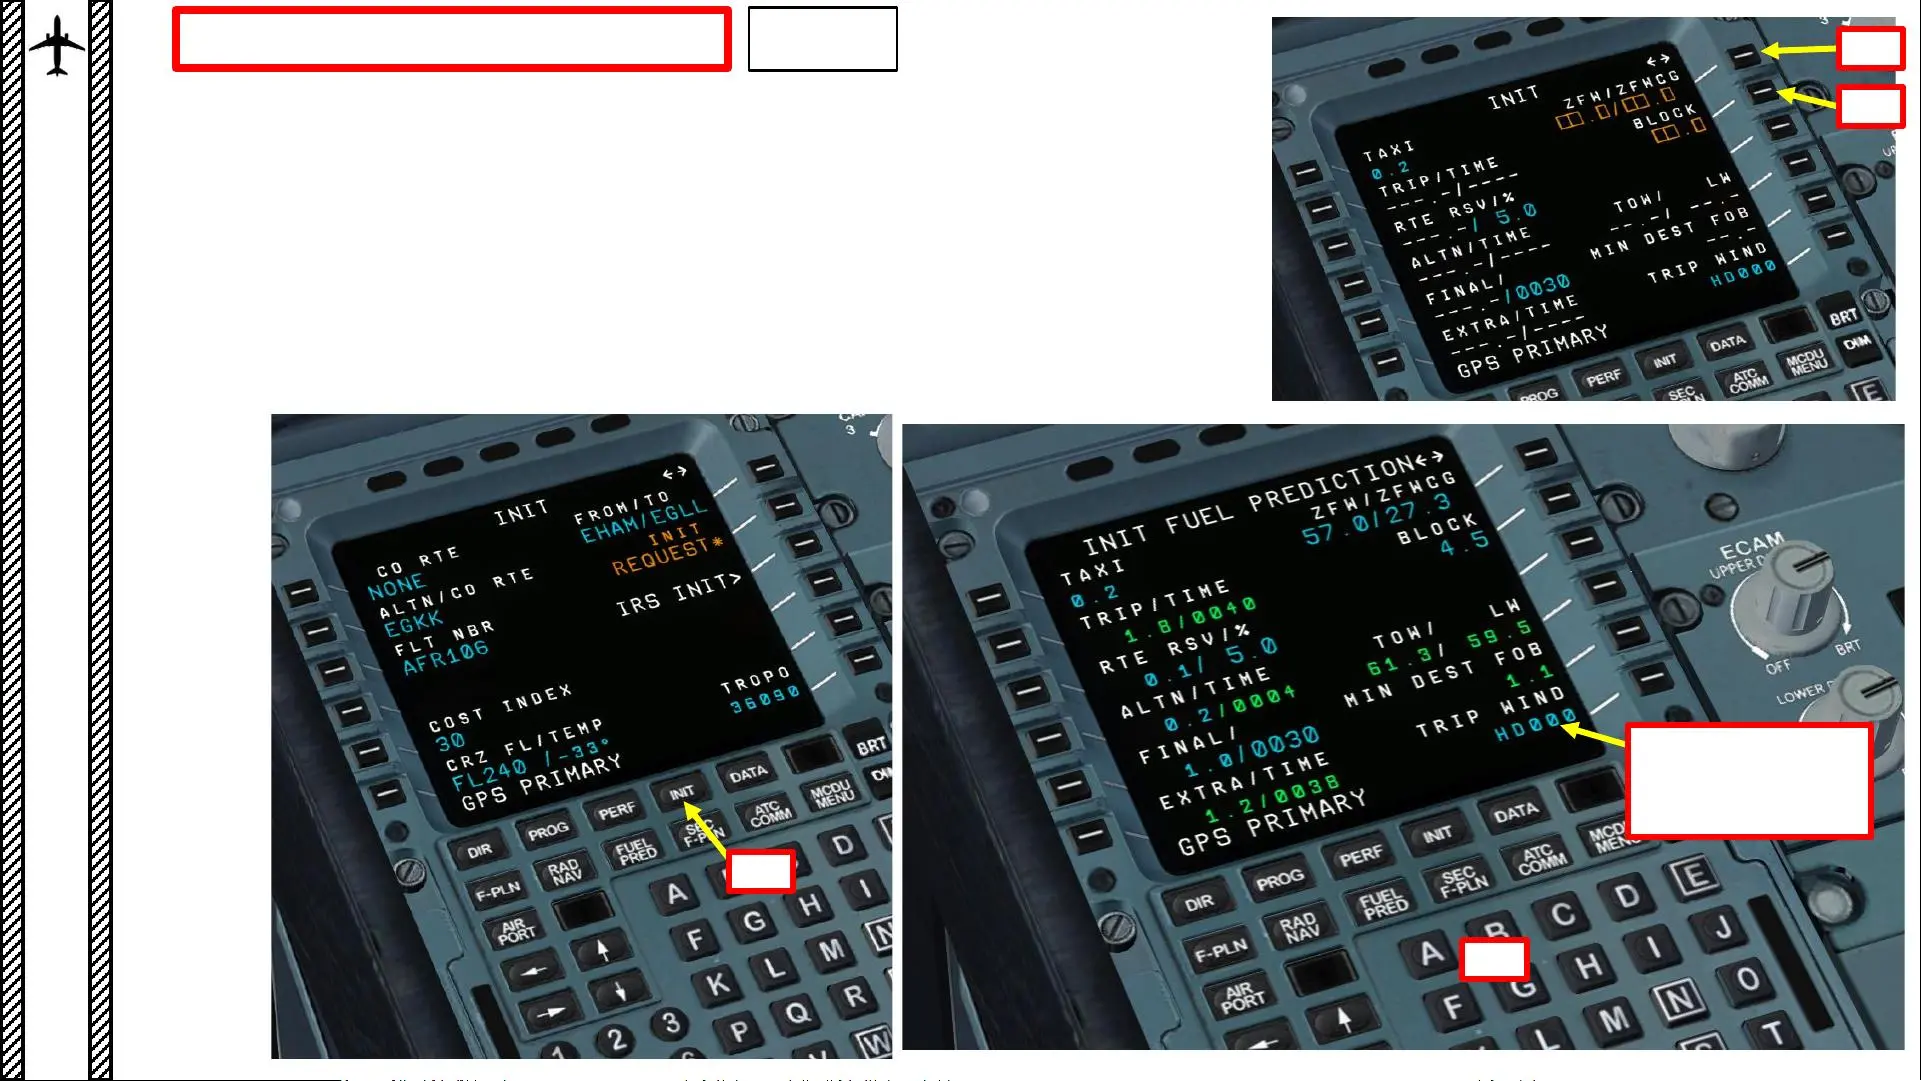 INIT
ZFW/ZFWCG
BLOCK
TAXI
0.2
TRIP/TIME
---.-/----
RTE RSV/%
---.-/ 5.0
ALTN/TIME
---.-/----
FINAL/
---.-/0030
EXTRA/TIME
---.-/----
GPS PRIMARY
TOW/ LW
--.-/ --.-
MIN DEST FOB
--.-
TRIP WIND
HD000
BRT
DIM
PROG
PERF
INIT
DATA
ATC
COMM
MCDU
MENU
E
3
INIT
FROM/TO
EHAM/EGLL
INIT
REQUEST*
CO RTE
NONE
ALTN/CO RTE
EGKK
FLT NBR
AFR106
IRS INIT>
COST INDEX
30
TROPO
36090
CRZ FL/TEMP
FL240 /-33°
GPS PRIMARY
BRT
DIR
PROG
PERF
INIT
DATA
F-PLN
RAD
NAV
FUEL
PRED
SEC
F-PLN
ATC
COMM
MCDU
MENU
AIR
PORT
A
D
F
G
H
I
K
L
M
N
P
Q
R
1
2
3
INIT FUEL PREDICTION
ZFW/ZFWCG
57.0/27.3
BLOCK
4.5
TAXI
0.2
TRIP/TIME
1.8/0040
RTE RSV/%
0.1/ 5.0
ALTN/TIME
0.2/0004
FINAL/
1.0/0030
EXTRA/TIME
1.2/0038
GPS PRIMARY
TOW/ LW
61.3/ 59.5
MIN DEST FOB
1.1
TRIP WIND
HD000
DIR
PROG
PERF
INIT
DATA
F-PLN
RAD
NAV
FUEL
PRED
SEC
F-PLN
ATC
COMM
AIR
PORT
A
B
C
D
E
F
G
H
I
J
L
M
N
O
T
ECAM
OFF
BRT
LOWER